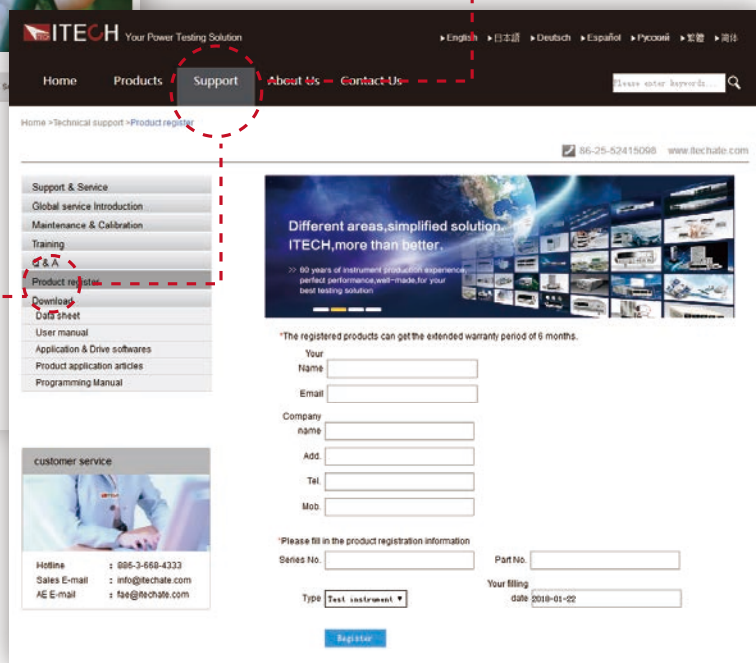 ITECH Your Power Testing Solution
▸English ▸日本語 ▸Deutsch ▸Español ▸Русский ▸繁體 ▸简体
Home Products Support About Us Contact Us
Please enter keywords...
Home >Technical support >Product register
86-25-52415098 www.itechate.com
Support & Service
Global service Introduction
Maintenance & Calibration
Training
Q & A
Product register
Download
Data sheet
User manual
Application & Drive softwares
Product application articles
Programming Manual
Different areas,simplified solution.
ITECH,more than better.
>> 60 years of instrument production experience,
perfect performance,well-made,for your
best testing solution
*The registered products can get the extended warranty period of 6 months.
Your
Name
Email
Company
name
Add.
Tel.
Mob.
*Please fill in the product registration information
Series No. Part No.
Type Test instrument ▼ Your filling
date 2018-01-22
Register
customer service
Hotline : 886-3-668-4333
Sales E-mail : info@itechate.com
AE E-mail : fae@itechate.com